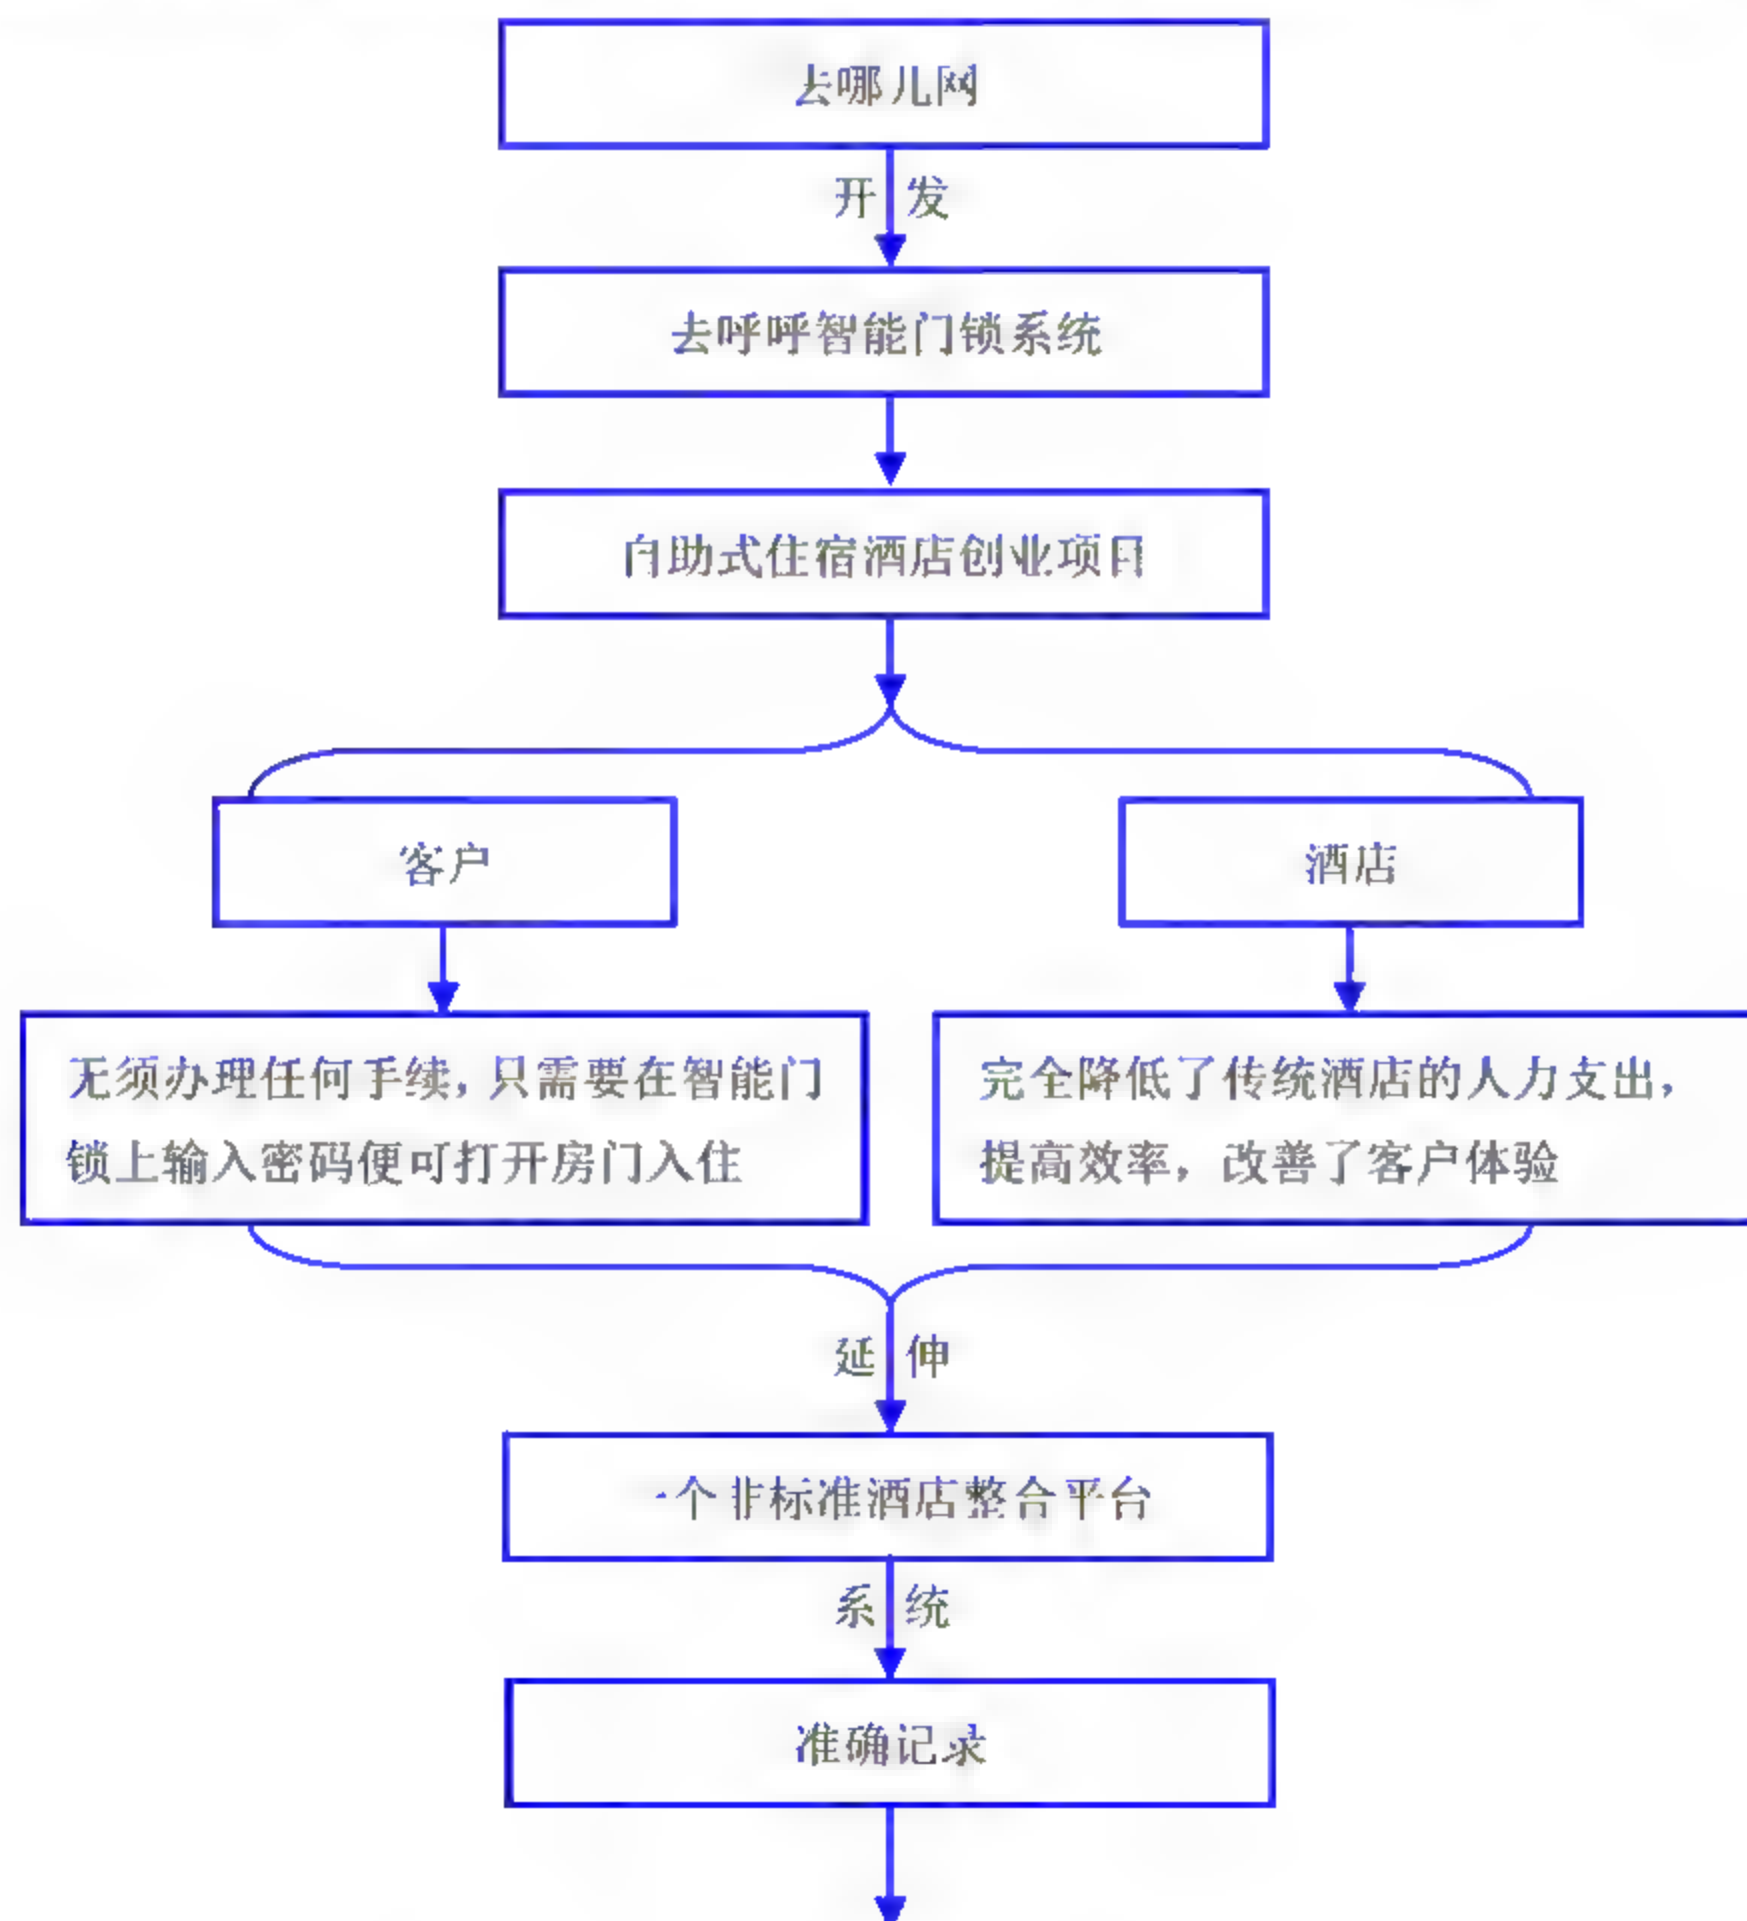 去哪儿网
开发
去呼呼智能门锁系统
自助式住宿酒店创业项目
客户
酒店
无须办理任何手续,只需要在智能门
锁上输入密码便可打开房门入住
完全降低了传统酒店的人力支出，
提高效率，改善了客户体验
延伸
一个非标准酒店整合平台
系统
准确记录